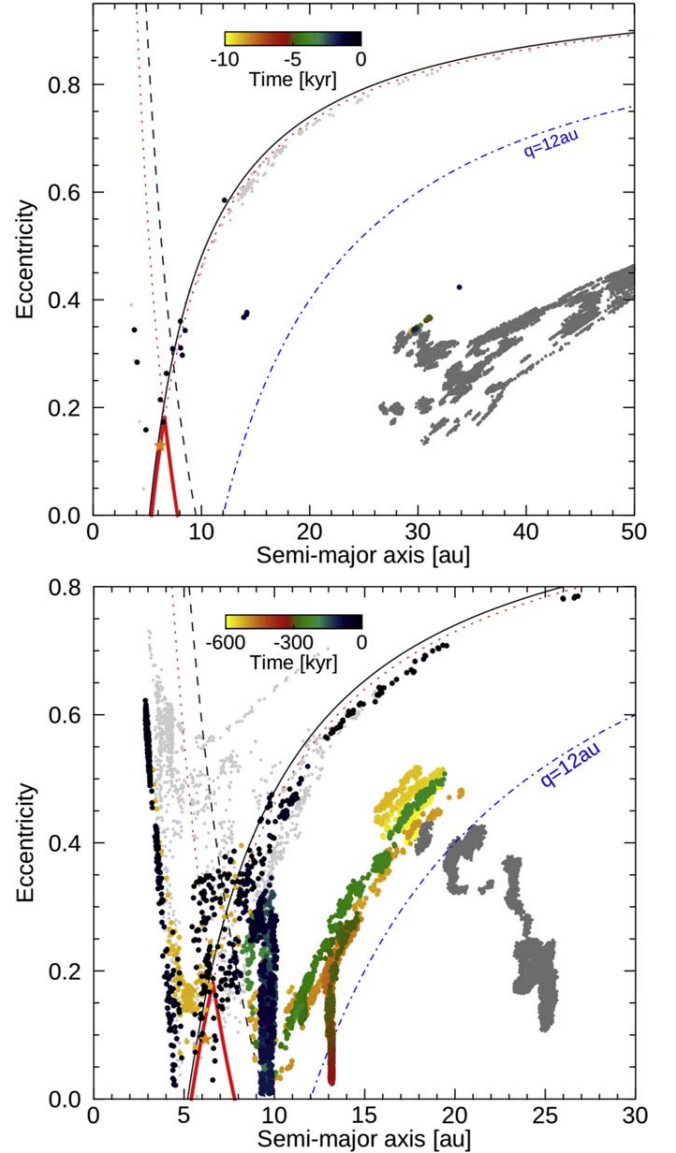 -10 -5 0
Time [kyr]
q=12au
Eccentricity
0.8
0.6
0.4
0.2
0.0
0 10 20 30 40 50
Semi-major axis [au]
-600 -300 0
Time [kyr]
q=12au
Eccentricity
0.8
0.6
0.4
0.2
0.0
0 5 10 15 20 25 30
Semi-major axis [au]